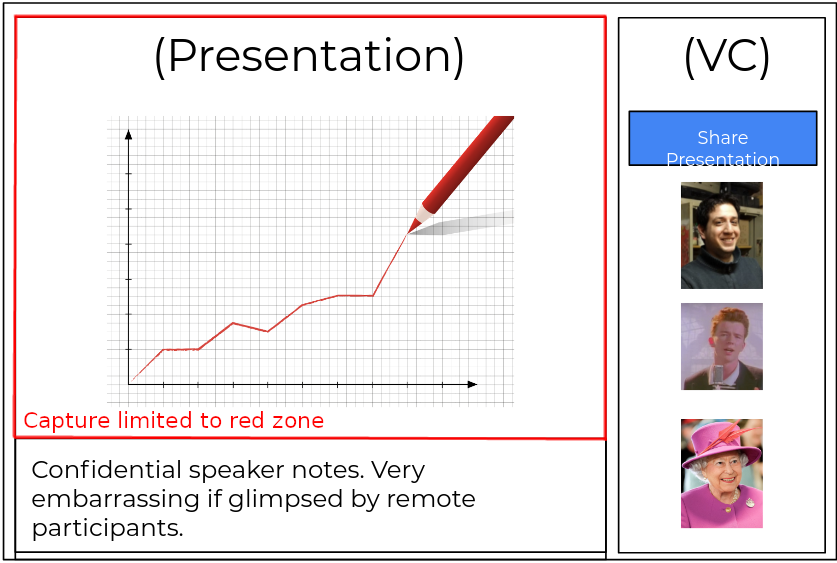 (Presentation)
Capture limited to red zone
Confidential speaker notes. Very
embarrassing if glimpsed by remote
participants.
(VC)
Share
Presentation